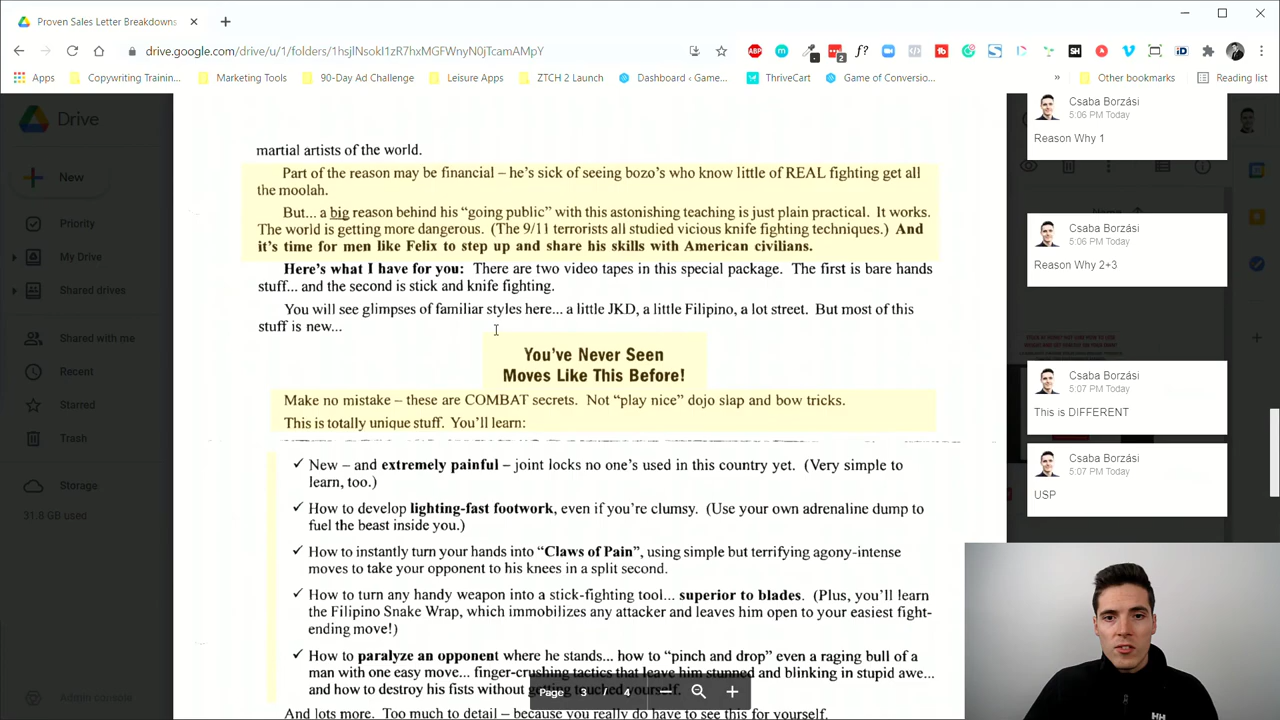 Proven Sales Letter Breakdowns
drive.google.com/drive/u/1/folders/1hsjlNsokI1zR7hxMGFWnyN0jTcamAMpY
Apps
Copywriting Trainin...
Marketing Tools
90-Day Ad Challenge
Leisure Apps
ZTCH 2 Launch
Dashboard ‹ Game...
ThriveCart
Game of Conversio...
»
Other bookmarks
Reading list
Drive
New
Priority
My Drive
Shared drives
Shared with me
Recent
Starred
Trash
Storage
31.8 GB used
Admin console
martial artists of the world.
Part of the reason may be financial – he's sick of seeing bozo's who know little of REAL fighting get all
the moolah.
But... a big reason behind his "going public" with this astonishing teaching is just plain practical. It works.
The world is getting more dangerous. (The 9/11 terrorists all studied vicious knife fighting techniques.) And
it's time for men like Felix to step up and share his skills with American civilians.
Here's what I have for you: There are two video tapes in this special package. The first is bare hands
stuff... and the second is stick and knife fighting.
You will see glimpses of familiar styles here... a little JKD, a little Filipino, a lot street. But most of this
stuff is new...
You've Never Seen
Moves Like This Before!
Make no mistake – these are COMBAT secrets. Not "play nice" dojo slap and bow tricks.
This is totally unique stuff. You'll learn:
✓ New – and extremely painful – joint locks no one's used in this country yet. (Very simple to
learn, too.)
✓ How to develop lighting-fast footwork, even if you're clumsy. (Use your own adrenaline dump to
fuel the beast inside you.)
✓ How to instantly turn your hands into "Claws of Pain", using simple but terrifying agony-intense
moves to take your opponent to his knees in a split second.
✓ How to turn any handy weapon into a stick-fighting tool... superior to blades. (Plus, you'll learn
the Filipino Snake Wrap, which immobilizes any attacker and leaves him open to your easiest fight-
ending move!)
✓ How to paralyze an opponent where he stands... how to "pinch and drop" even a raging bull of a
man with one easy move... finger-crushing tactics that leave him stunned and blinking in stupid awe...
and how to destroy his fists without getting touched yourself.
And lots more. Too much to detail – because you really do have to see this for yourself.
Page 3 / 4
Csaba Borzási
5:06 PM Today
Reason Why 1
Csaba Borzási
5:06 PM Today
Reason Why 2+3
Csaba Borzási
5:07 PM Today
This is DIFFERENT
Csaba Borzási
5:07 PM Today
USP
HH